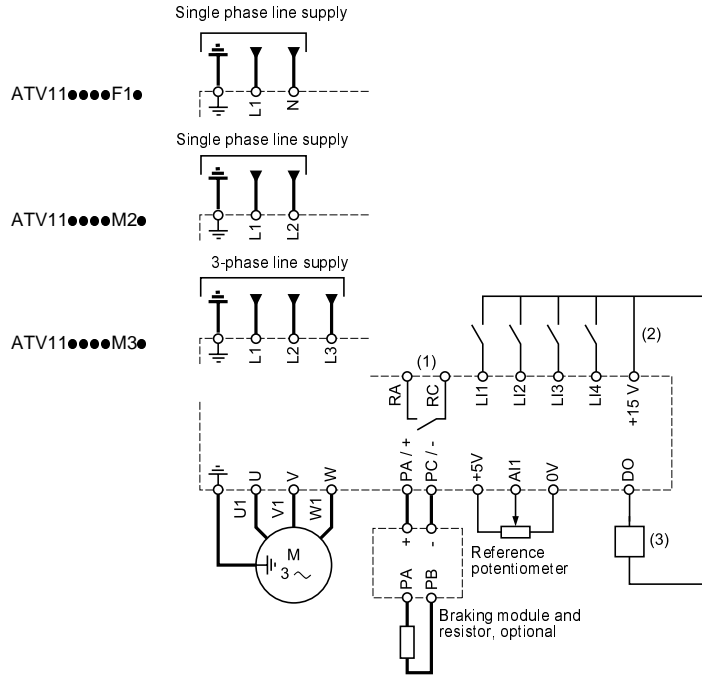 Single phase line supply
ATV11●●●●F1●
L1
N
Single phase line supply
ATV11●●●●M2●
L1
L2
3-phase line supply
ATV11●●●●M3●
L1
L2
L3
(1)
(2)
RA
RC
LI1
LI2
LI3
LI4
+15 V
U
V
W
PA / +
PC / -
+5V
AI1
0V
DO
U1
V1
W1
M
3 ~
+
-
PA
PB
Reference
potentiometer
(3)
Braking module and
resistor, optional